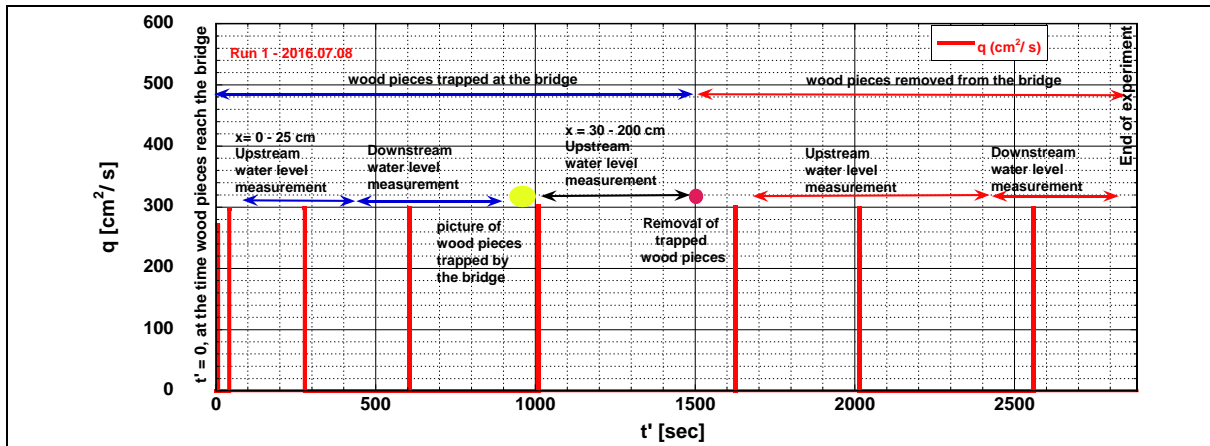 600
500
400
300
200
100
0
q [cm2/ s]
t' = 0, at the time wood pieces reach the bridge
Run 1 - 2016.07.08
q (cm2/ s)
wood pieces trapped at the bridge
wood pieces removed from the bridge
x= 0 - 25 cm
Upstream
water level
measurement
Downstream
water level
measurement
x = 30 - 200 cm
Upstream
water level
measurement
Upstream
water level
measurement
Downstream
water level
measurement
End of experiment
picture of
wood pieces
trapped by
the bridge
Removal of
trapped
wood pieces
0
500
1000
1500
2000
2500
t' [sec]